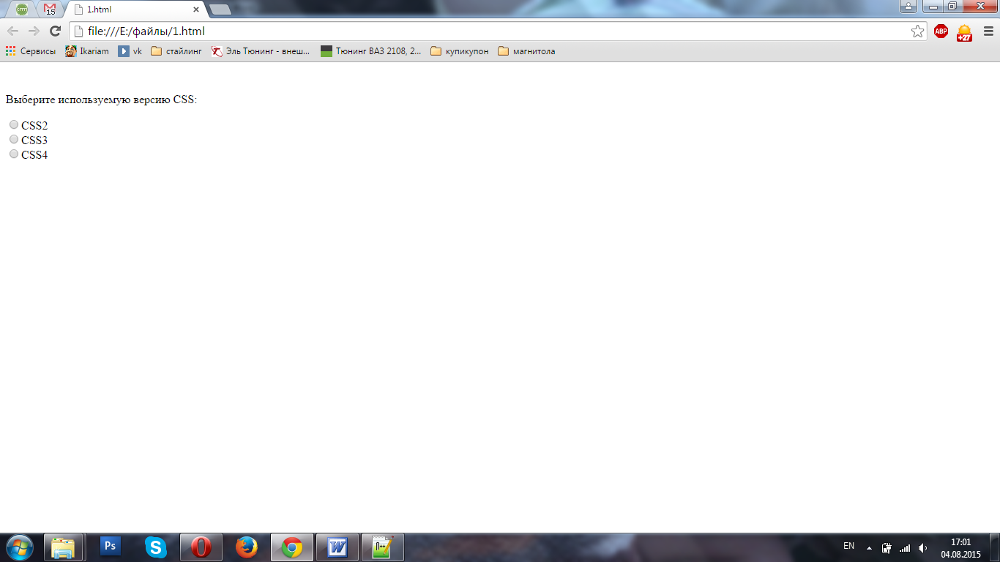 cmn
15
1.html
file:///E:/файлы/1.html
ABP
+27
Сервисы
Ikariam
vk
стайлинг
Эль Тюнинг - внеш...
Тюнинг ВАЗ 2108, 2...
купикупон
магнитола
Выберите используемую версию CSS:
CSS2
CSS3
CSS4
Ps
S
W
П++
EN
17:01
04.08.2015